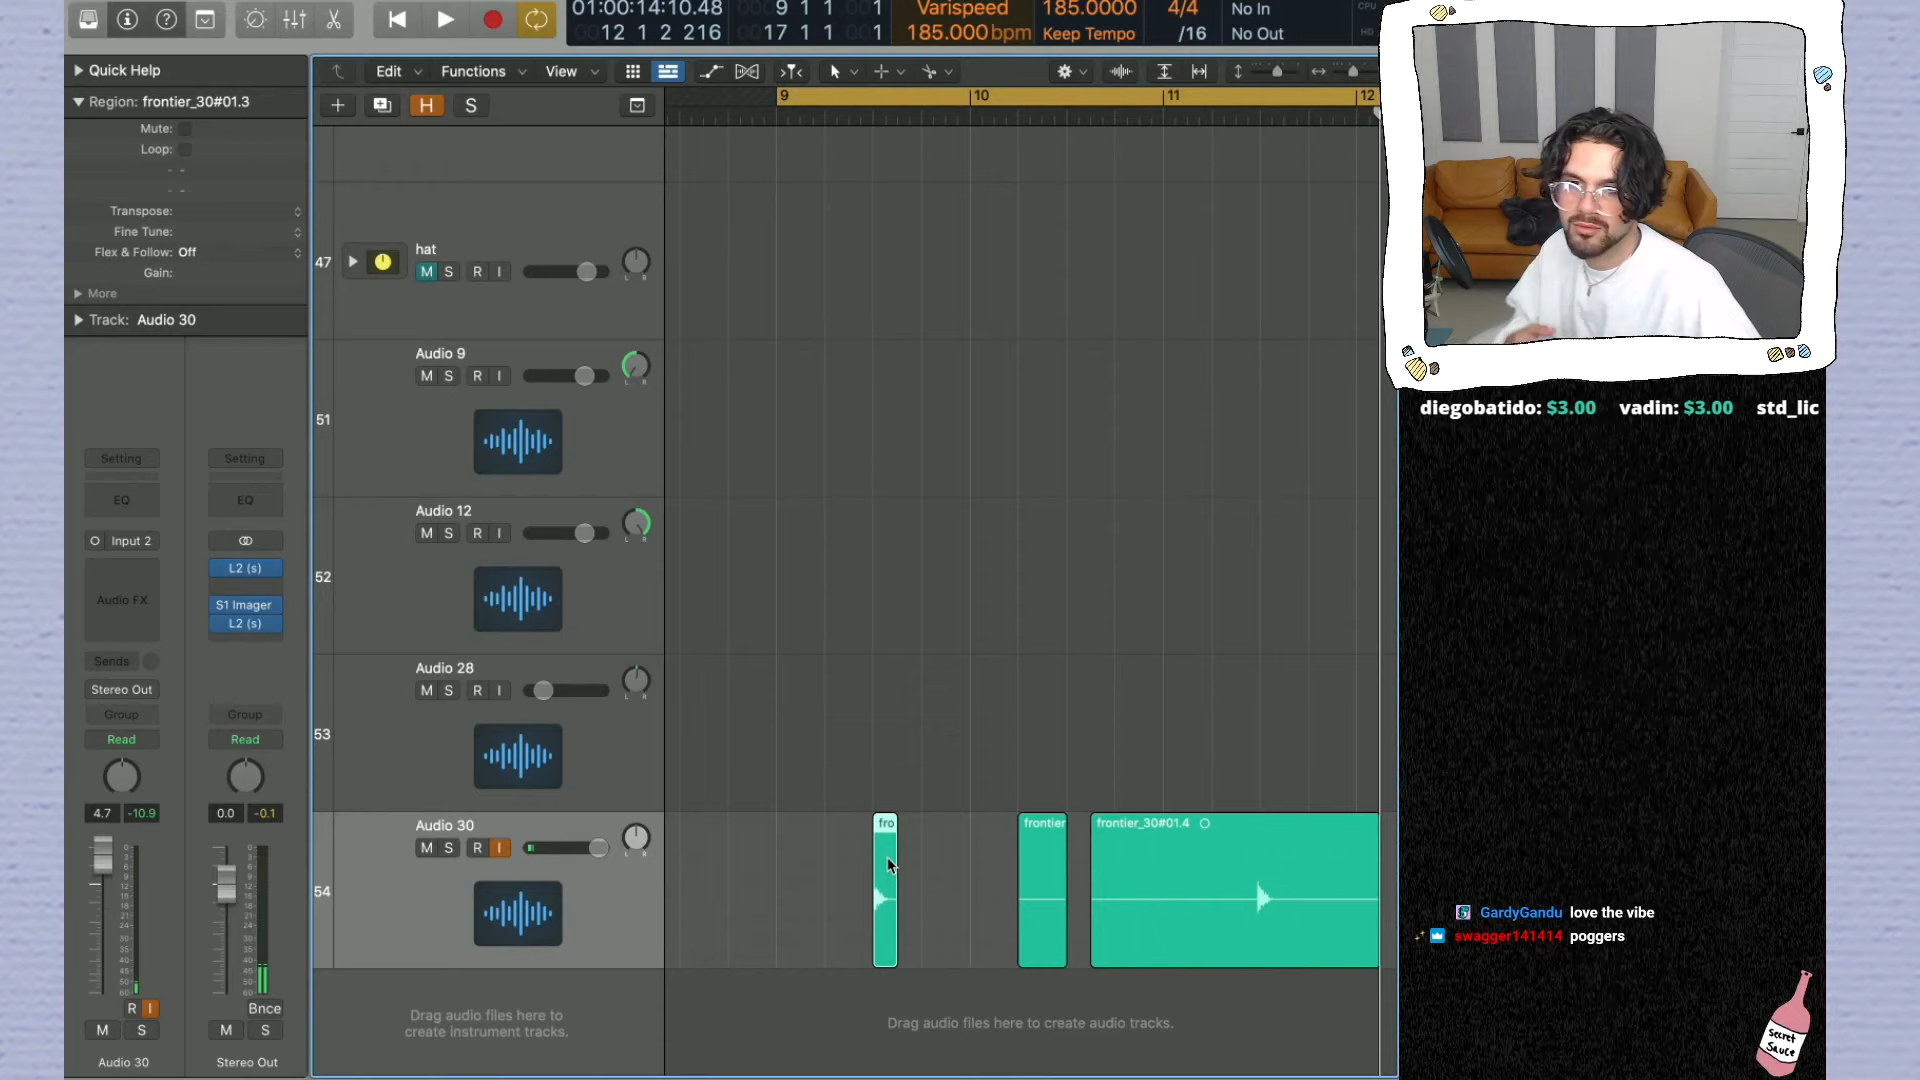 01:00:14:10.48
12 1 2 216
9 1 1 1
17 1 1 1
Varispeed
185.000 bpm
185.0000
Keep Tempo
4/4
/16
No In
No Out
CPU
HD
Quick Help
Region: frontier_30#01.3
Mute:
Loop:
Transpose:
Fine Tune:
Flex & Follow: Off
Gain:
More
Track: Audio 30
Edit
Functions
View
H
S
9
10
11
12
47
hat
M S R I
51
Audio 9
M S R I
52
Audio 12
M S R I
53
Audio 28
M S R I
54
Audio 30
M S R I
fro
frontier
frontier_30#01.4
Drag audio files here to
create instrument tracks.
Drag audio files here to create audio tracks.
Setting
Setting
EQ
EQ
Input 2
L2 (s)
Audio FX
S1 Imager
L2 (s)
Sends
Stereo Out
Group
Group
Read
Read
4.7 -10.9
0.0 -0.1
R I
Bnce
M S
M S
Audio 30
Stereo Out
diegobatido: $3.00 vadin: $3.00 std_lic
GardyGandu love the vibe
swagger141414 poggers
Secret
Sauce